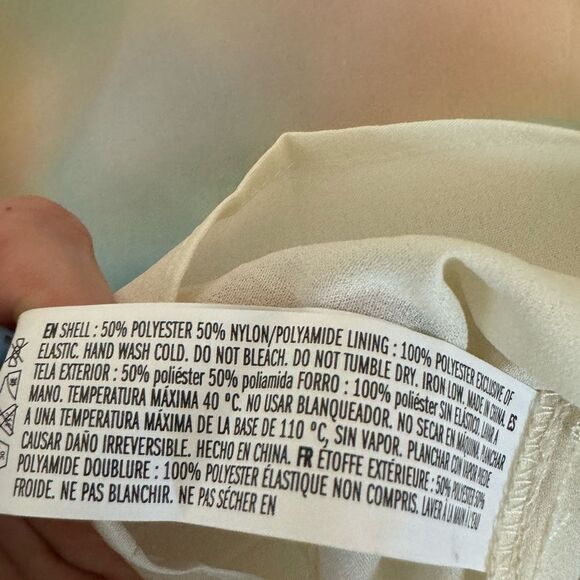 EN SHELL : 50% POLYESTER 50% NYLON/POLYAMIDE LINING : 100% POLYESTER EXCLUSIVE OF
ELASTIC. HAND WASH COLD. DO NOT BLEACH. DO NOT TUMBLE DRY. IRON LOW. MADE IN CHINA. ES
TELA EXTERIOR : 50% poliéster 50% poliamida FORRO : 100% poliéster SIN ELÁSTICO. LAVAR A
MANO. TEMPERATURA MÁXIMA 40 °C. NO USAR BLANQUEADOR. NO SECAR EN MÁQUINA. PLANCHAR
A UNA TEMPERATURA MÁXIMA DE LA BASE DE 110 °C, SIN VAPOR. PLANCHAR CON VAPOR PUEDE
CAUSAR DAÑO IRREVERSIBLE. HECHO EN CHINA. FR ÉTOFFE EXTÉRIEURE : 50% POLYESTER 50%
POLYAMIDE DOUBLURE : 100% POLYESTER ÉLASTIQUE NON COMPRIS. LAVER À LA MAIN À L'EAU
FROIDE. NE PAS BLANCHIR. NE PAS SÉCHER EN